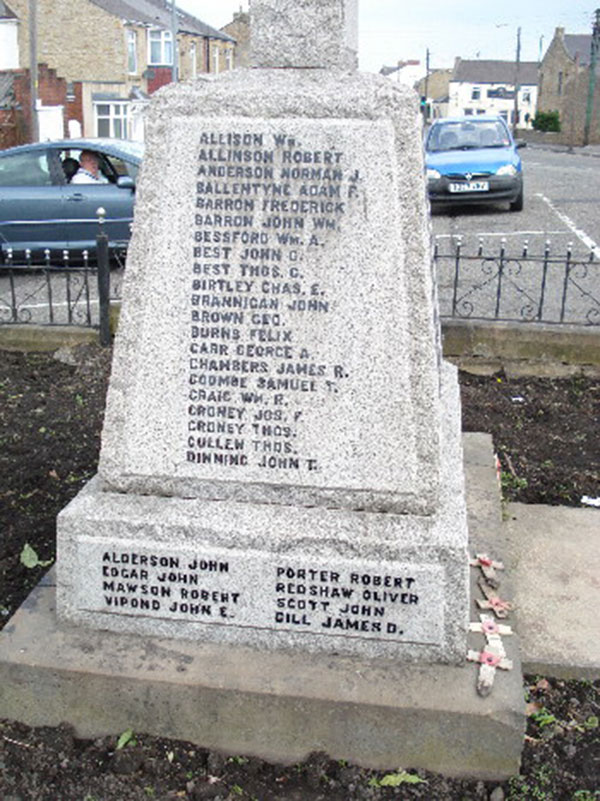 ALLISON WM.
ALLINSON ROBERT
ANDERSON NORMAN J.
BALLENTYNE ADAM F.
BARRON FREDERICK
BARRON JOHN WM.
BESSFORD WM. A.
BEST JOHN G.
BEST THOS. C.
BIRTLEY CHAS. E.
BRANNIGAN JOHN
BROWN GEO.
BURNS FELIX
CARR GEORGE A.
CHAMBERS JAMES R.
COOMBE SAMUEL T.
CRAIG WM. R.
CRONEY JOS. F.
CRONEY THOS.
CULLEN THOS.
DINNING JOHN T.
ALDERSON JOHN
EDGAR JOHN
MAWSON ROBERT
VIPOND JOHN E.
PORTER ROBERT
REDSHAW OLIVER
SCOTT JOHN
GILL JAMES D.